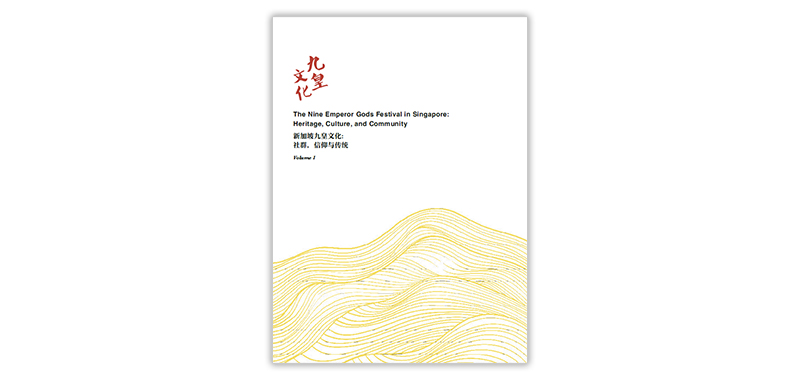 九皇
文化
The Nine Emperor Gods Festival in Singapore:
Heritage, Culture, and Community
新加坡九皇文化:
社群、信仰与传统
Volume I